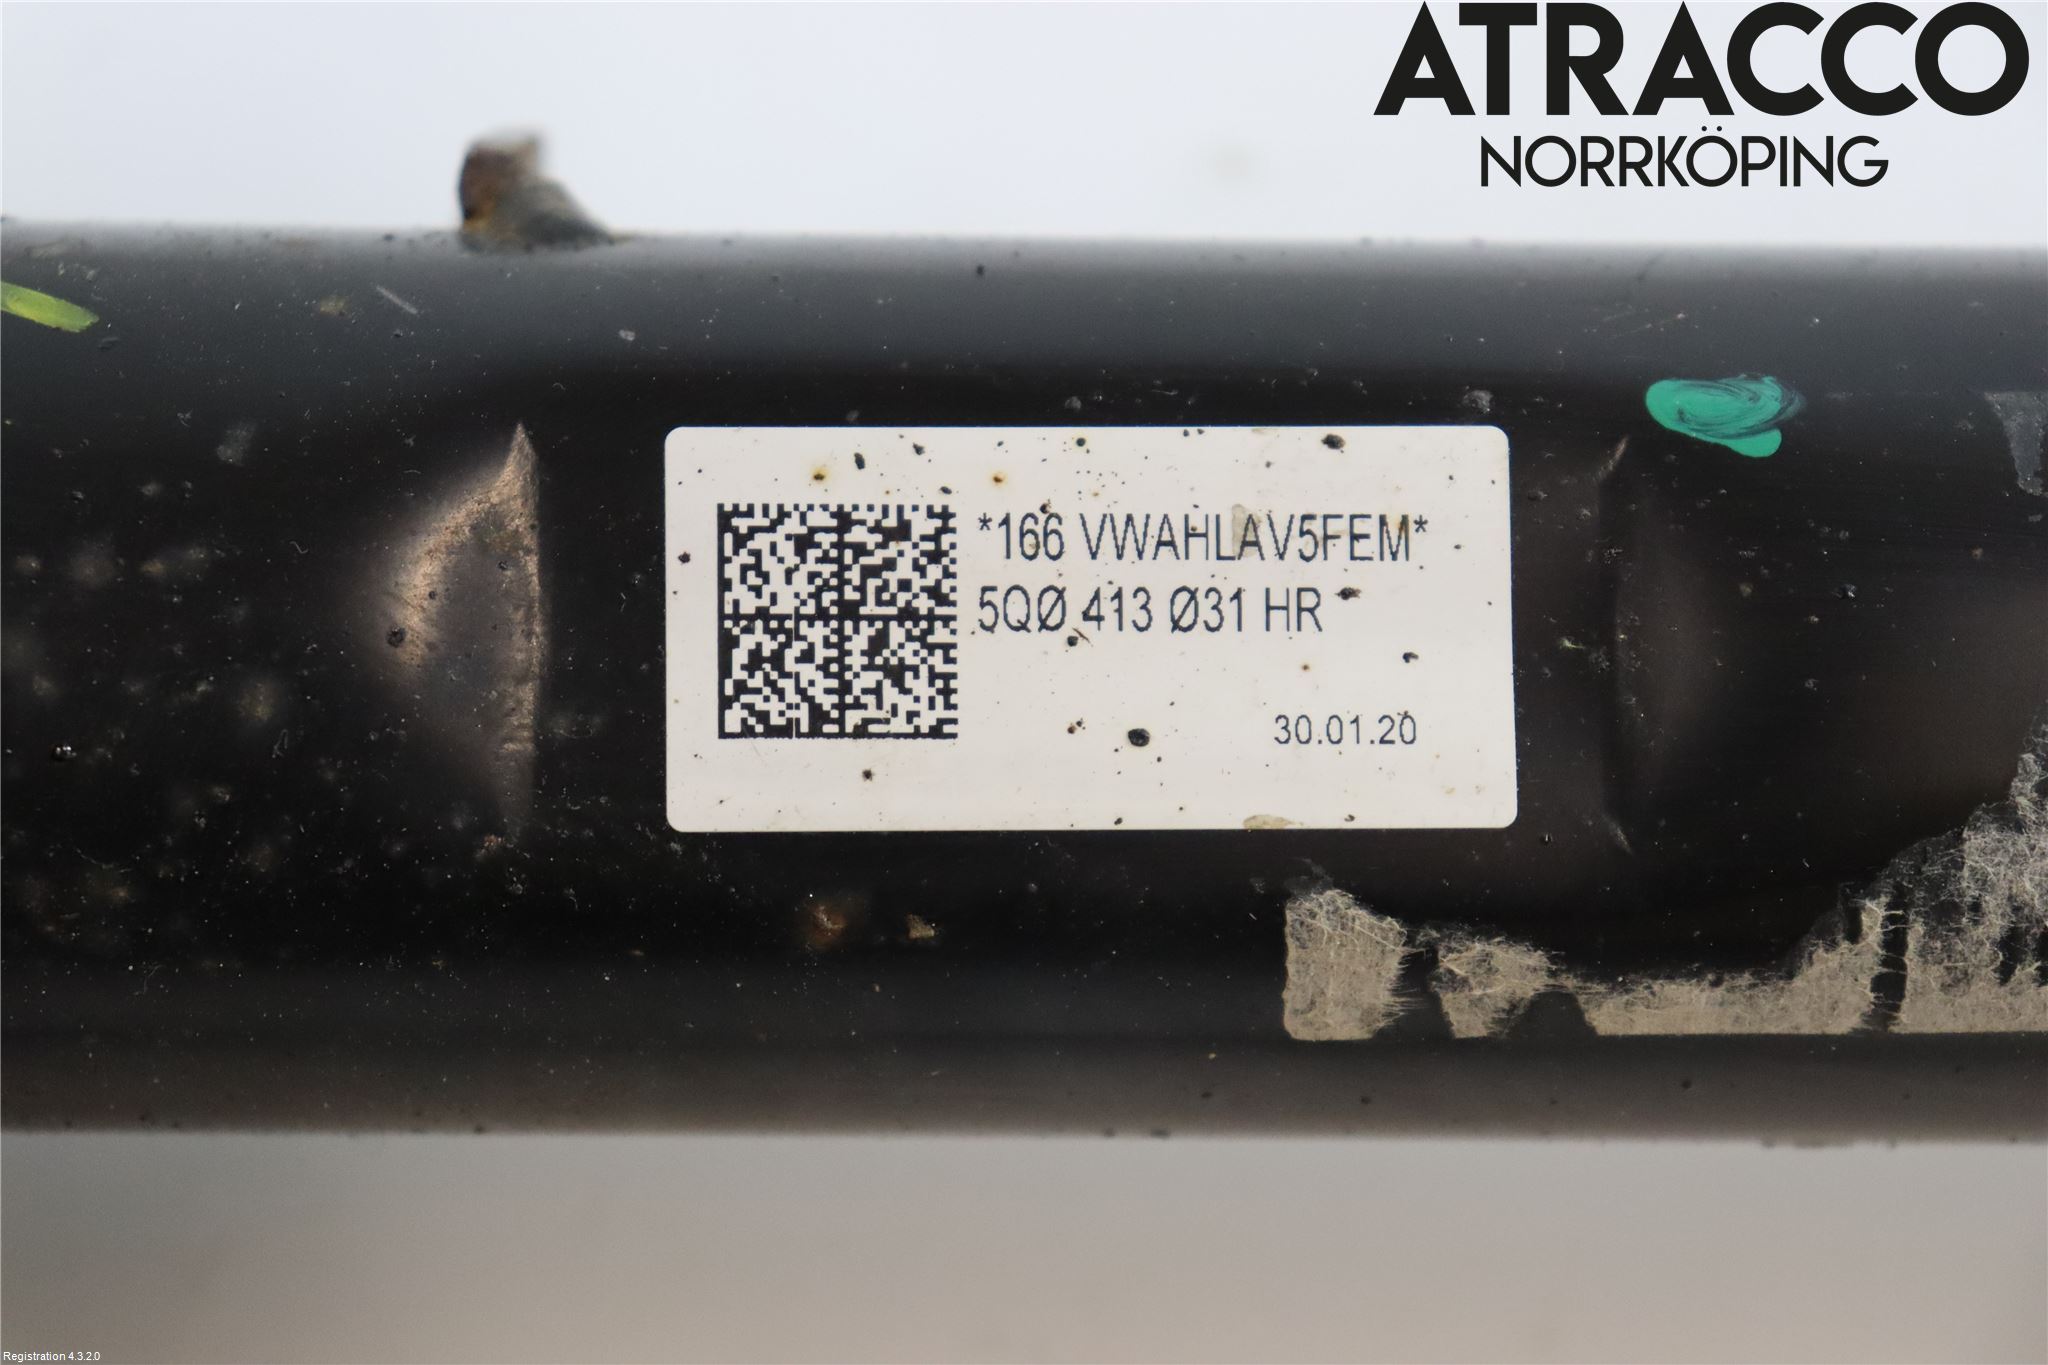 ATRACCO
NORRKÖPING
*166 VWAHLAV5FEM*
5QØ 413 Ø31 HR
30.01.20
Registration 4.3.2.0